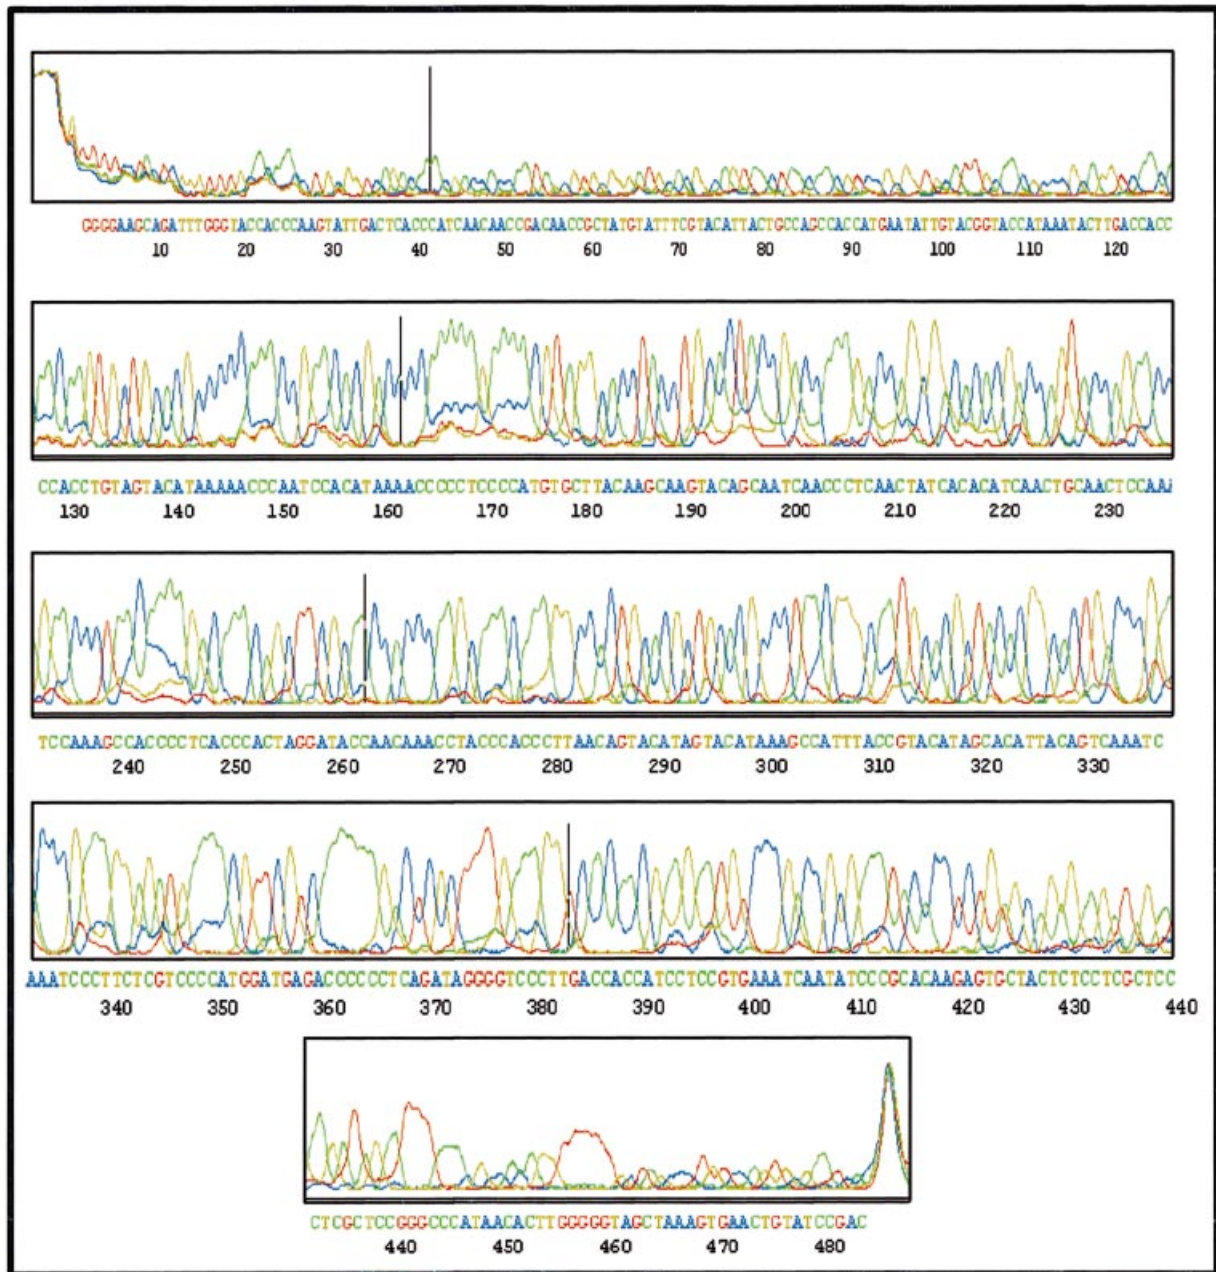 GGGGAAGCAGATTTGGGTACCACCCAAGTATTGACTCACCCATCAACAACCGACAACCGCTATGTATTTCGTACATTACTGCCAGCCACCATGAATATTGTACGGTACCATAAATACTTGACCACC
10 20 30 40 50 60 70 80 90 100 110 120
CCACCTGTAGTACATAAAAACCCAATCCACATAAAACCCCCTCCCCATGTGCTTACAAGCAAGTACAGCAATCAACCCTCAACTATCACACATCAACTGCAACTCCAAA
130 140 150 160 170 180 190 200 210 220 230
TCCAAAGCCACCCCTCACCCACTAGGATACCAACAAACCTACCCACCCTTAACAGTACATAGTACATAAAGCCATTTACCGTACATAGCACATTACAGTCAAATC
240 250 260 270 280 290 300 310 320 330
AAATCCCTTCTCGTCCCCATGGATGAGACCCCCCTCAGATAGGGGTCCCTTGACCACCATCCTCCGTGAAATCAATATCCCGCACAAGAGTGCTACTCTCCTCGCTCC
340 350 360 370 380 390 400 410 420 430 440
CTCGCTCCGGGCCCATAACACTTGGGGGTAGCTAAAGTGAACTGTATCCGAC
440 450 460 470 480